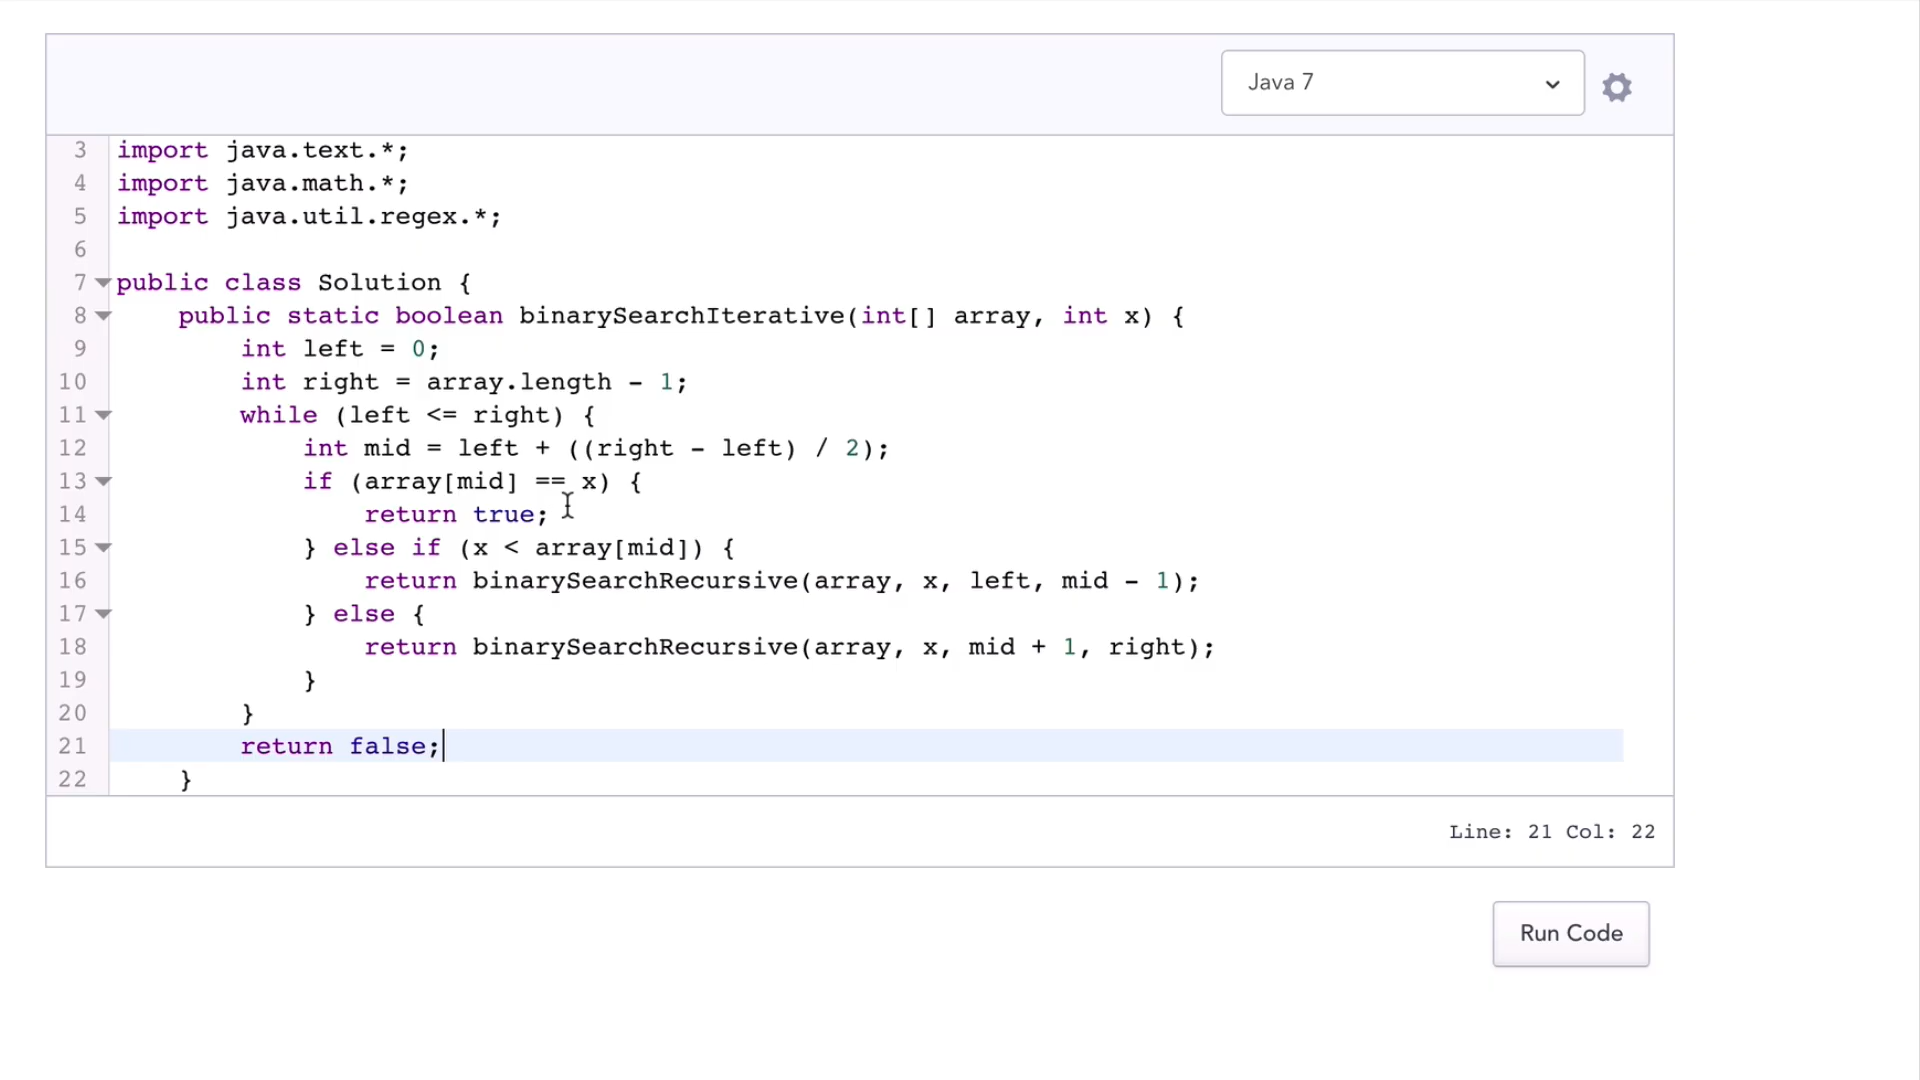 Java 7
3 import java.text.*;
4 import java.math.*;
5 import java.util.regex.*;
6
7 public class Solution {
8     public static boolean binarySearchIterative(int[] array, int x) {
9         int left = 0;
10         int right = array.length - 1;
11         while (left <= right) {
12             int mid = left + ((right - left) / 2);
13             if (array[mid] == x) {
14                 return true;
15             } else if (x < array[mid]) {
16                 return binarySearchRecursive(array, x, left, mid - 1);
17             } else {
18                 return binarySearchRecursive(array, x, mid + 1, right);
19             }
20         }
21         return false;
22     }
Line: 21 Col: 22
Run Code